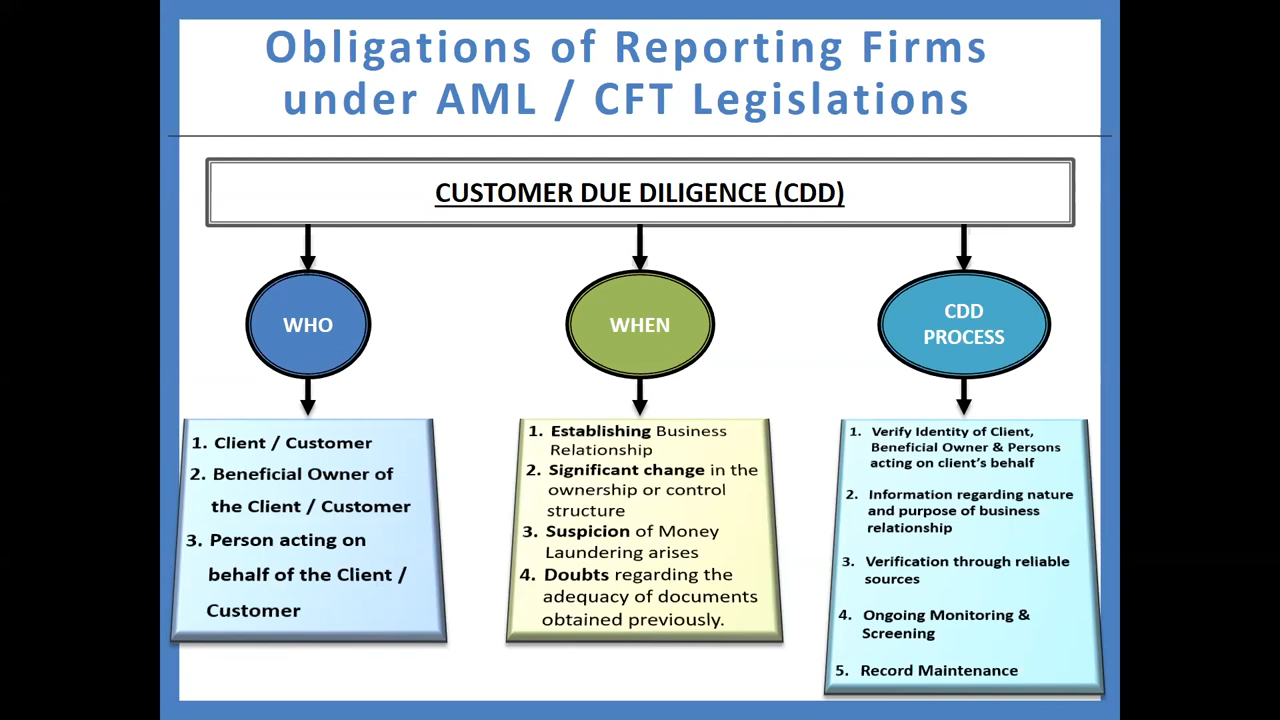 Obligations of Reporting Firms
under AML / CFT Legislations
CUSTOMER DUE DILIGENCE (CDD)
WHO
1. Client / Customer
2. Beneficial Owner of
the Client / Customer
3. Person acting on
behalf of the Client /
Customer
WHEN
1. Establishing Business
Relationship
2. Significant change in the
ownership or control
structure
3. Suspicion of Money
Laundering arises
4. Doubts regarding the
adequacy of documents
obtained previously.
CDD
PROCESS
1. Verify Identity of Client,
Beneficial Owner & Persons
acting on client's behalf
2. Information regarding nature
and purpose of business
relationship
3. Verification through reliable
sources
4. Ongoing Monitoring &
Screening
5. Record Maintenance